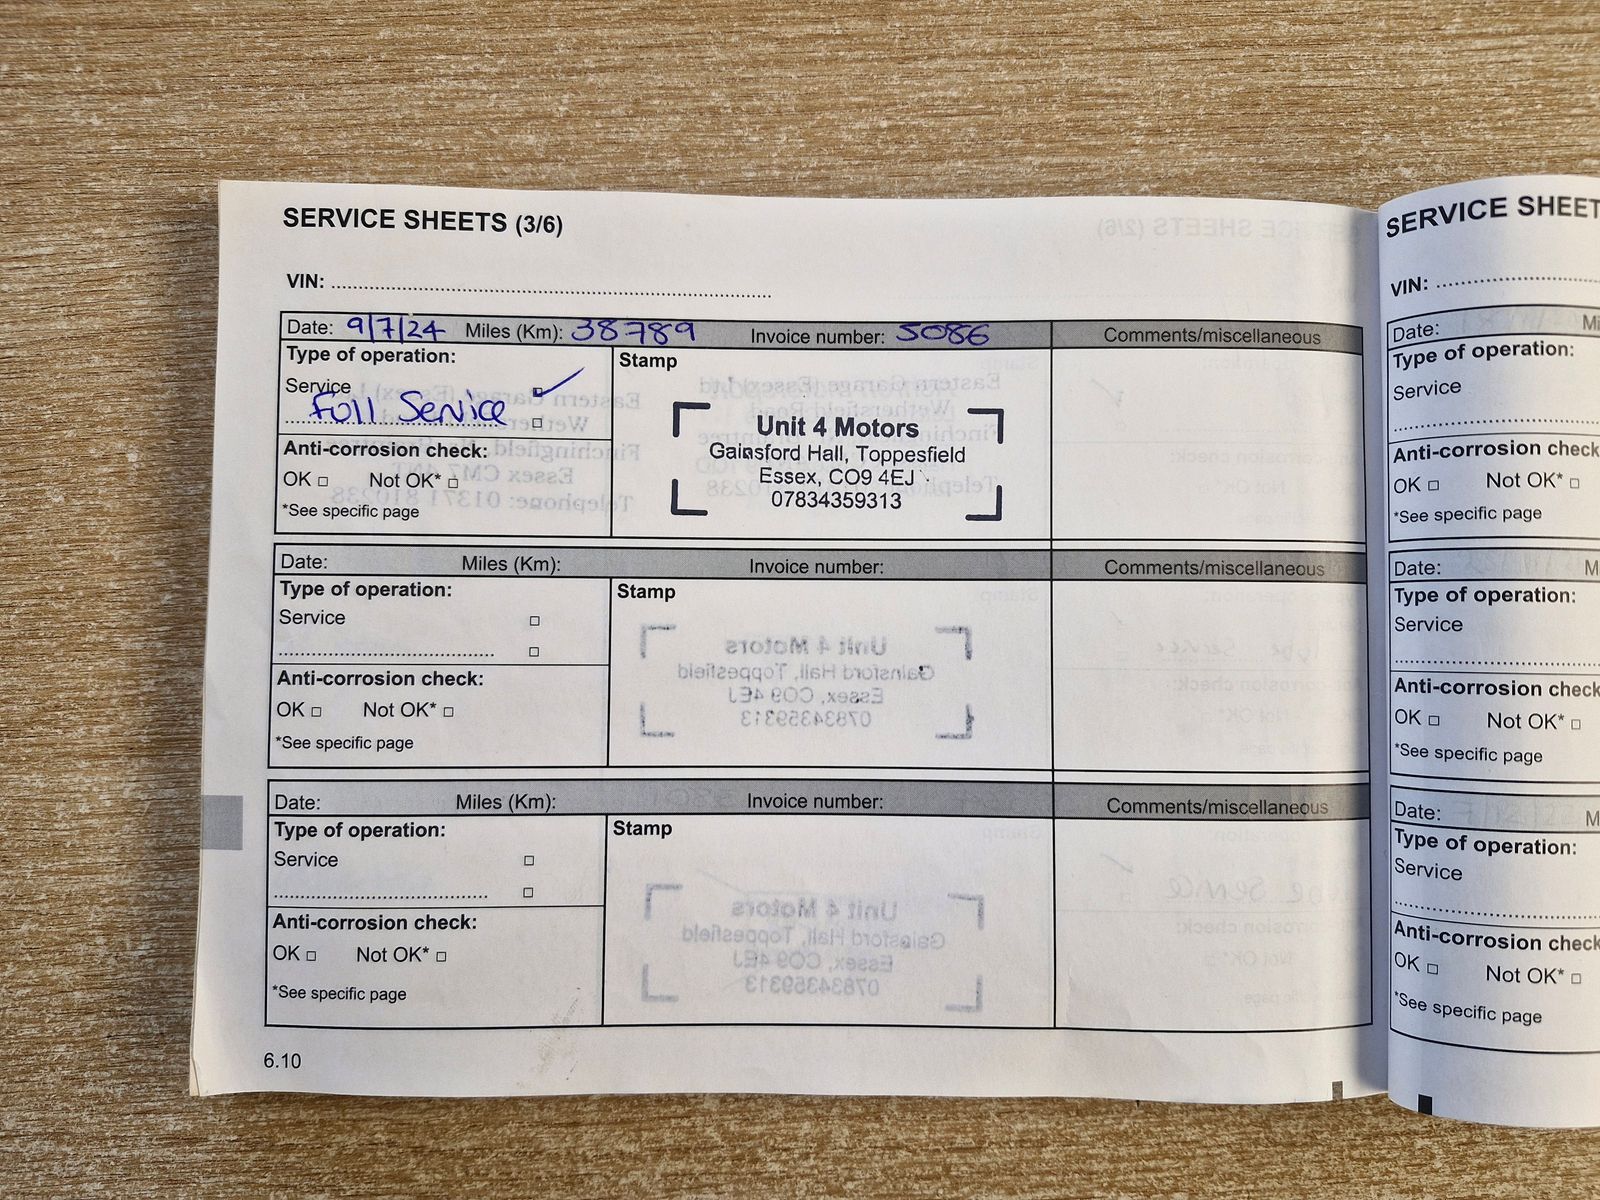 SERVICE SHEETS (3/6)
VIN:
Date: 9/7/24 Miles (Km): 38789 Invoice number: 5086 Comments/miscellaneous
Type of operation:
Service
Full Service
Anti-corrosion check:
OK Not OK*
*See specific page
Stamp
Unit 4 Motors
Gainsford Hall, Toppesfield
Essex, CO9 4EJ
07834359313
Date: Miles (Km): Invoice number: Comments/miscellaneous
Type of operation:
Service
Anti-corrosion check:
OK Not OK*
*See specific page
Stamp
Date: Miles (Km): Invoice number: Comments/miscellaneous
Type of operation:
Service
Anti-corrosion check:
OK Not OK*
*See specific page
Stamp
6.10
SERVICE SHEET
VIN:
Date: Mi
Type of operation:
Service
Anti-corrosion check
OK Not OK*
*See specific page
Date: M
Type of operation:
Service
Anti-corrosion check
OK Not OK*
*See specific page
Date: M
Type of operation:
Service
Anti-corrosion check
OK Not OK*
*See specific page